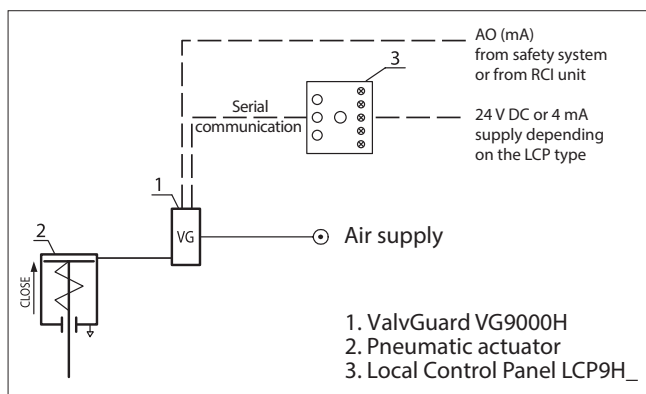 AO (mA)
from safety system
or from RCI unit
3
Serial
communication
24 V DC or 4 mA
supply depending
on the LCP type
1
VG
Air supply
2
CLOSE
1. ValvGuard VG9000H
2. Pneumatic actuator
3. Local Control Panel LCP9H_